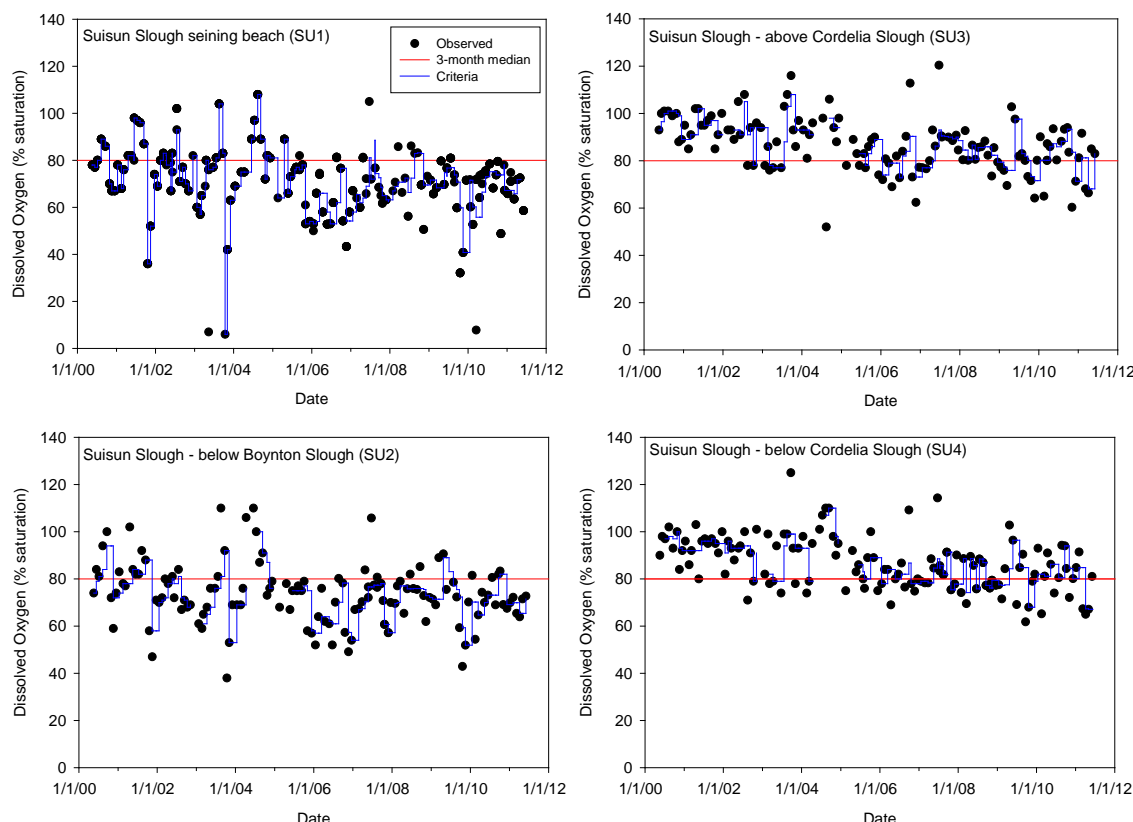 Suisun Slough seining beach (SU1)
Observed
3-month median
Criteria
Dissolved Oxygen (% saturation)
140
120
100
80
60
40
20
0
1/1/00 1/1/02 1/1/04 1/1/06 1/1/08 1/1/10 1/1/12
Date
Suisun Slough - above Cordelia Slough (SU3)
Dissolved Oxygen (% saturation)
140
120
100
80
60
40
20
0
1/1/00 1/1/02 1/1/04 1/1/06 1/1/08 1/1/10 1/1/12
Date
Suisun Slough - below Boynton Slough (SU2)
Dissolved Oxygen (% saturation)
140
120
100
80
60
40
20
0
1/1/00 1/1/02 1/1/04 1/1/06 1/1/08 1/1/10 1/1/12
Date
Suisun Slough - below Cordelia Slough (SU4)
Dissolved Oxygen (% saturation)
140
120
100
80
60
40
20
0
1/1/00 1/1/02 1/1/04 1/1/06 1/1/08 1/1/10 1/1/12
Date